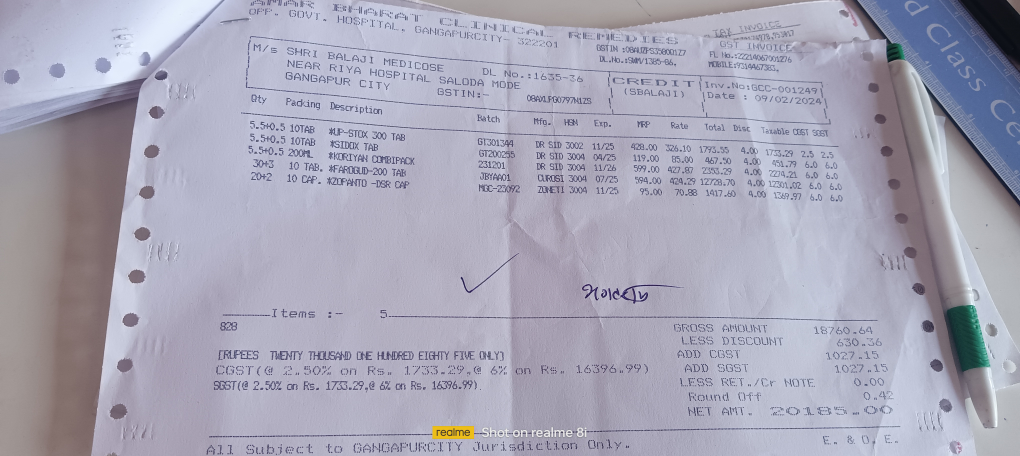 AMAR BHARAT CLINICAL REMEDIES
OPP. GOVT. HOSPITAL, GANGAPURCITY- 322201
GST INVOICE
DL.No.:SWM/1385-86,
MOBILE:9314467383,
M/s SHRI BALAJI MEDICOSE DL No.:1635-36
NEAR RIYA HOSPITAL SALODA MODE
GANGAPUR CITY GSTIN:-
CREDIT
(SBALAJI)
Inv.No:GCC-001249
Date : 09/02/2024
Qty Packing Description Batch Mfg. HSN Exp. MRP Rate Total Disc Taxable CGST SGST
5.5+0.5 10TAB *UP-STOX 300 TAB GT301344 DR SID 3002 11/25 428.00 326.10 1793.55 4.00 1733.29 2.5 2.5
5.5+0.5 10TAB *SIDOX TAB GT200255 DR SID 3004 04/25 119.00 85.00 467.50 4.00 451.79 6.0 6.0
5.5+0.5 200ML *KORIYAN COMBIPACK 231201 DR SID 3004 11/26 599.00 427.87 2353.29 4.00 2274.21 6.0 6.0
30+3 10 TAB. *FAROGUD-200 TAB JBYAA01 CUROSI 3004 07/25 594.00 424.29 12728.70 4.00 12301.02 6.0 6.0
20+2 10 CAP. *ZOPANTO -DSR CAP MGC-23092 ZONETI 3004 11/25 95.00 70.88 1417.60 4.00 1369.97 6.0 6.0
Items :- 5
828
[RUPEES TWENTY THOUSAND ONE HUNDRED EIGHTY FIVE ONLY]
CGST(@ 2.50% on Rs. 1733.29,@ 6% on Rs. 16396.99)
SGST(@ 2.50% on Rs. 1733.29,@ 6% on Rs. 16396.99)
GROSS AMOUNT 18760.64
LESS DISCOUNT 630.36
ADD CGST 1027.15
ADD SGST 1027.15
LESS RET./Cr NOTE 0.00
Round Off 0.42
NET AMT. 20185.00
All Subject to GANGAPURCITY Jurisdiction Only. E. & O. E.
realme Shot on realme 8i
d Class C